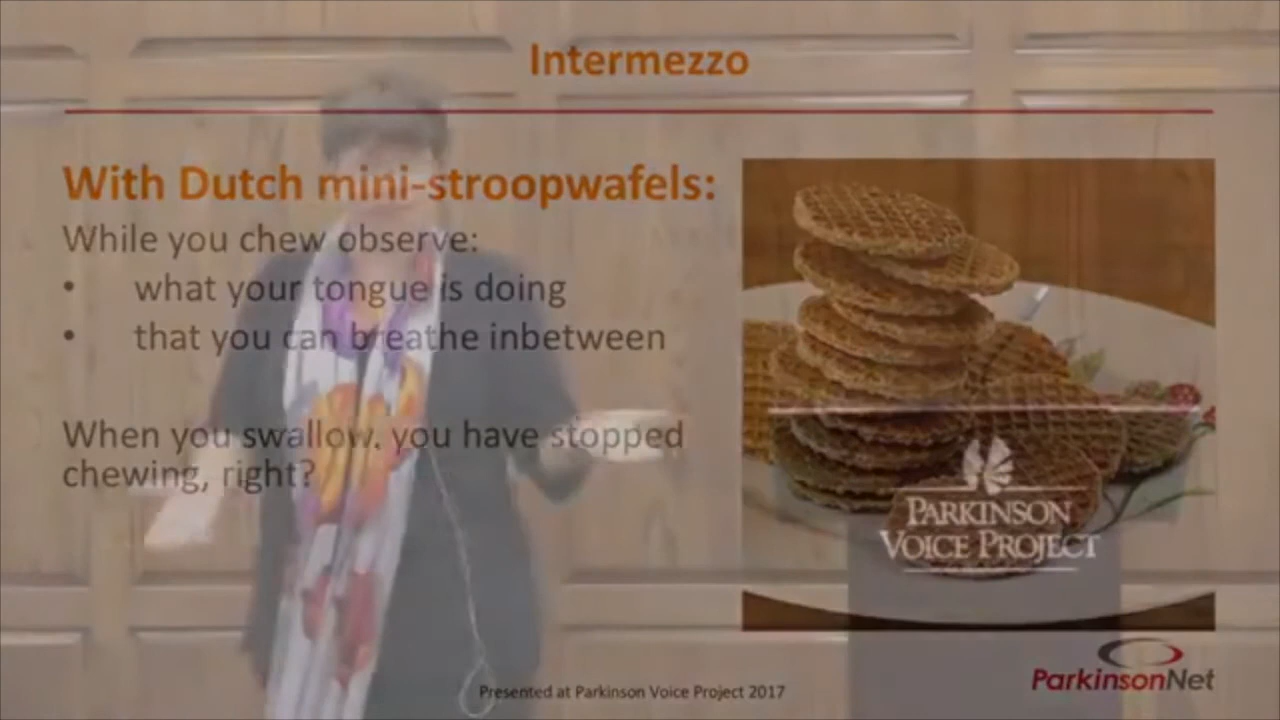 Intermezzo
With Dutch mini-stroopwafels:
While you chew observe:
• what your tongue is doing
• that you can breathe inbetween
When you swallow, you have stopped
chewing, right?
PARKINSON
VOICE PROJECT
ParkinsonNet
Presented at Parkinson Voice Project 2017